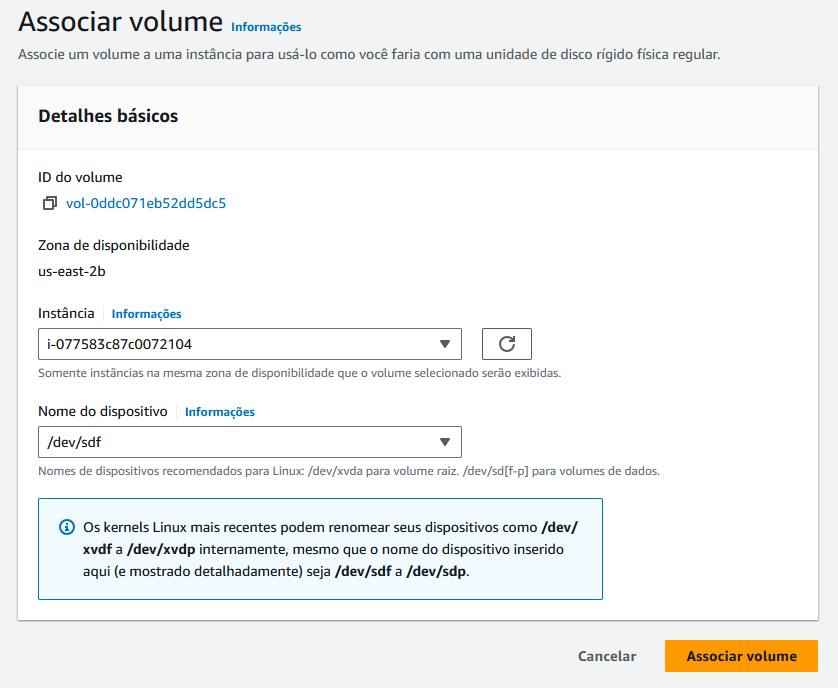 Associar volume Informações
Associe um volume a uma instância para usá-lo como você faria com uma unidade de disco rígido física regular.
Detalhes básicos
ID do volume
vol-0ddc071eb52dd5dc5
Zona de disponibilidade
us-east-2b
Instância Informações
i-077583c87c0072104
Somente instâncias na mesma zona de disponibilidade que o volume selecionado serão exibidas.
Nome do dispositivo Informações
/dev/sdf
Nomes de dispositivos recomendados para Linux: /dev/xvda para volume raiz. /dev/sd[f-p] para volumes de dados.
Os kernels Linux mais recentes podem renomear seus dispositivos como /dev/
xvdf a /dev/xvdp internamente, mesmo que o nome do dispositivo inserido
aqui (e mostrado detalhadamente) seja /dev/sdf a /dev/sdp.
Cancelar Associar volume